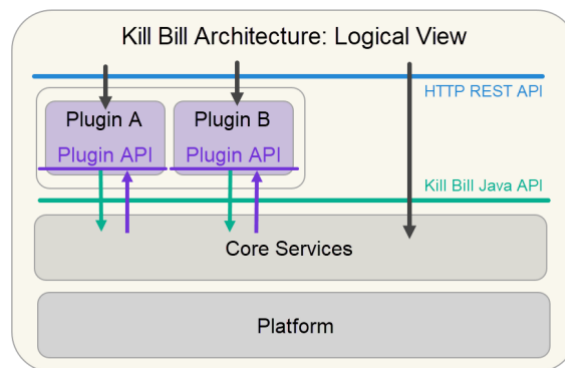 Kill Bill Architecture: Logical View
HTTP REST API
Plugin A
Plugin B
Plugin API
Plugin API
Kill Bill Java API
Core Services
Platform